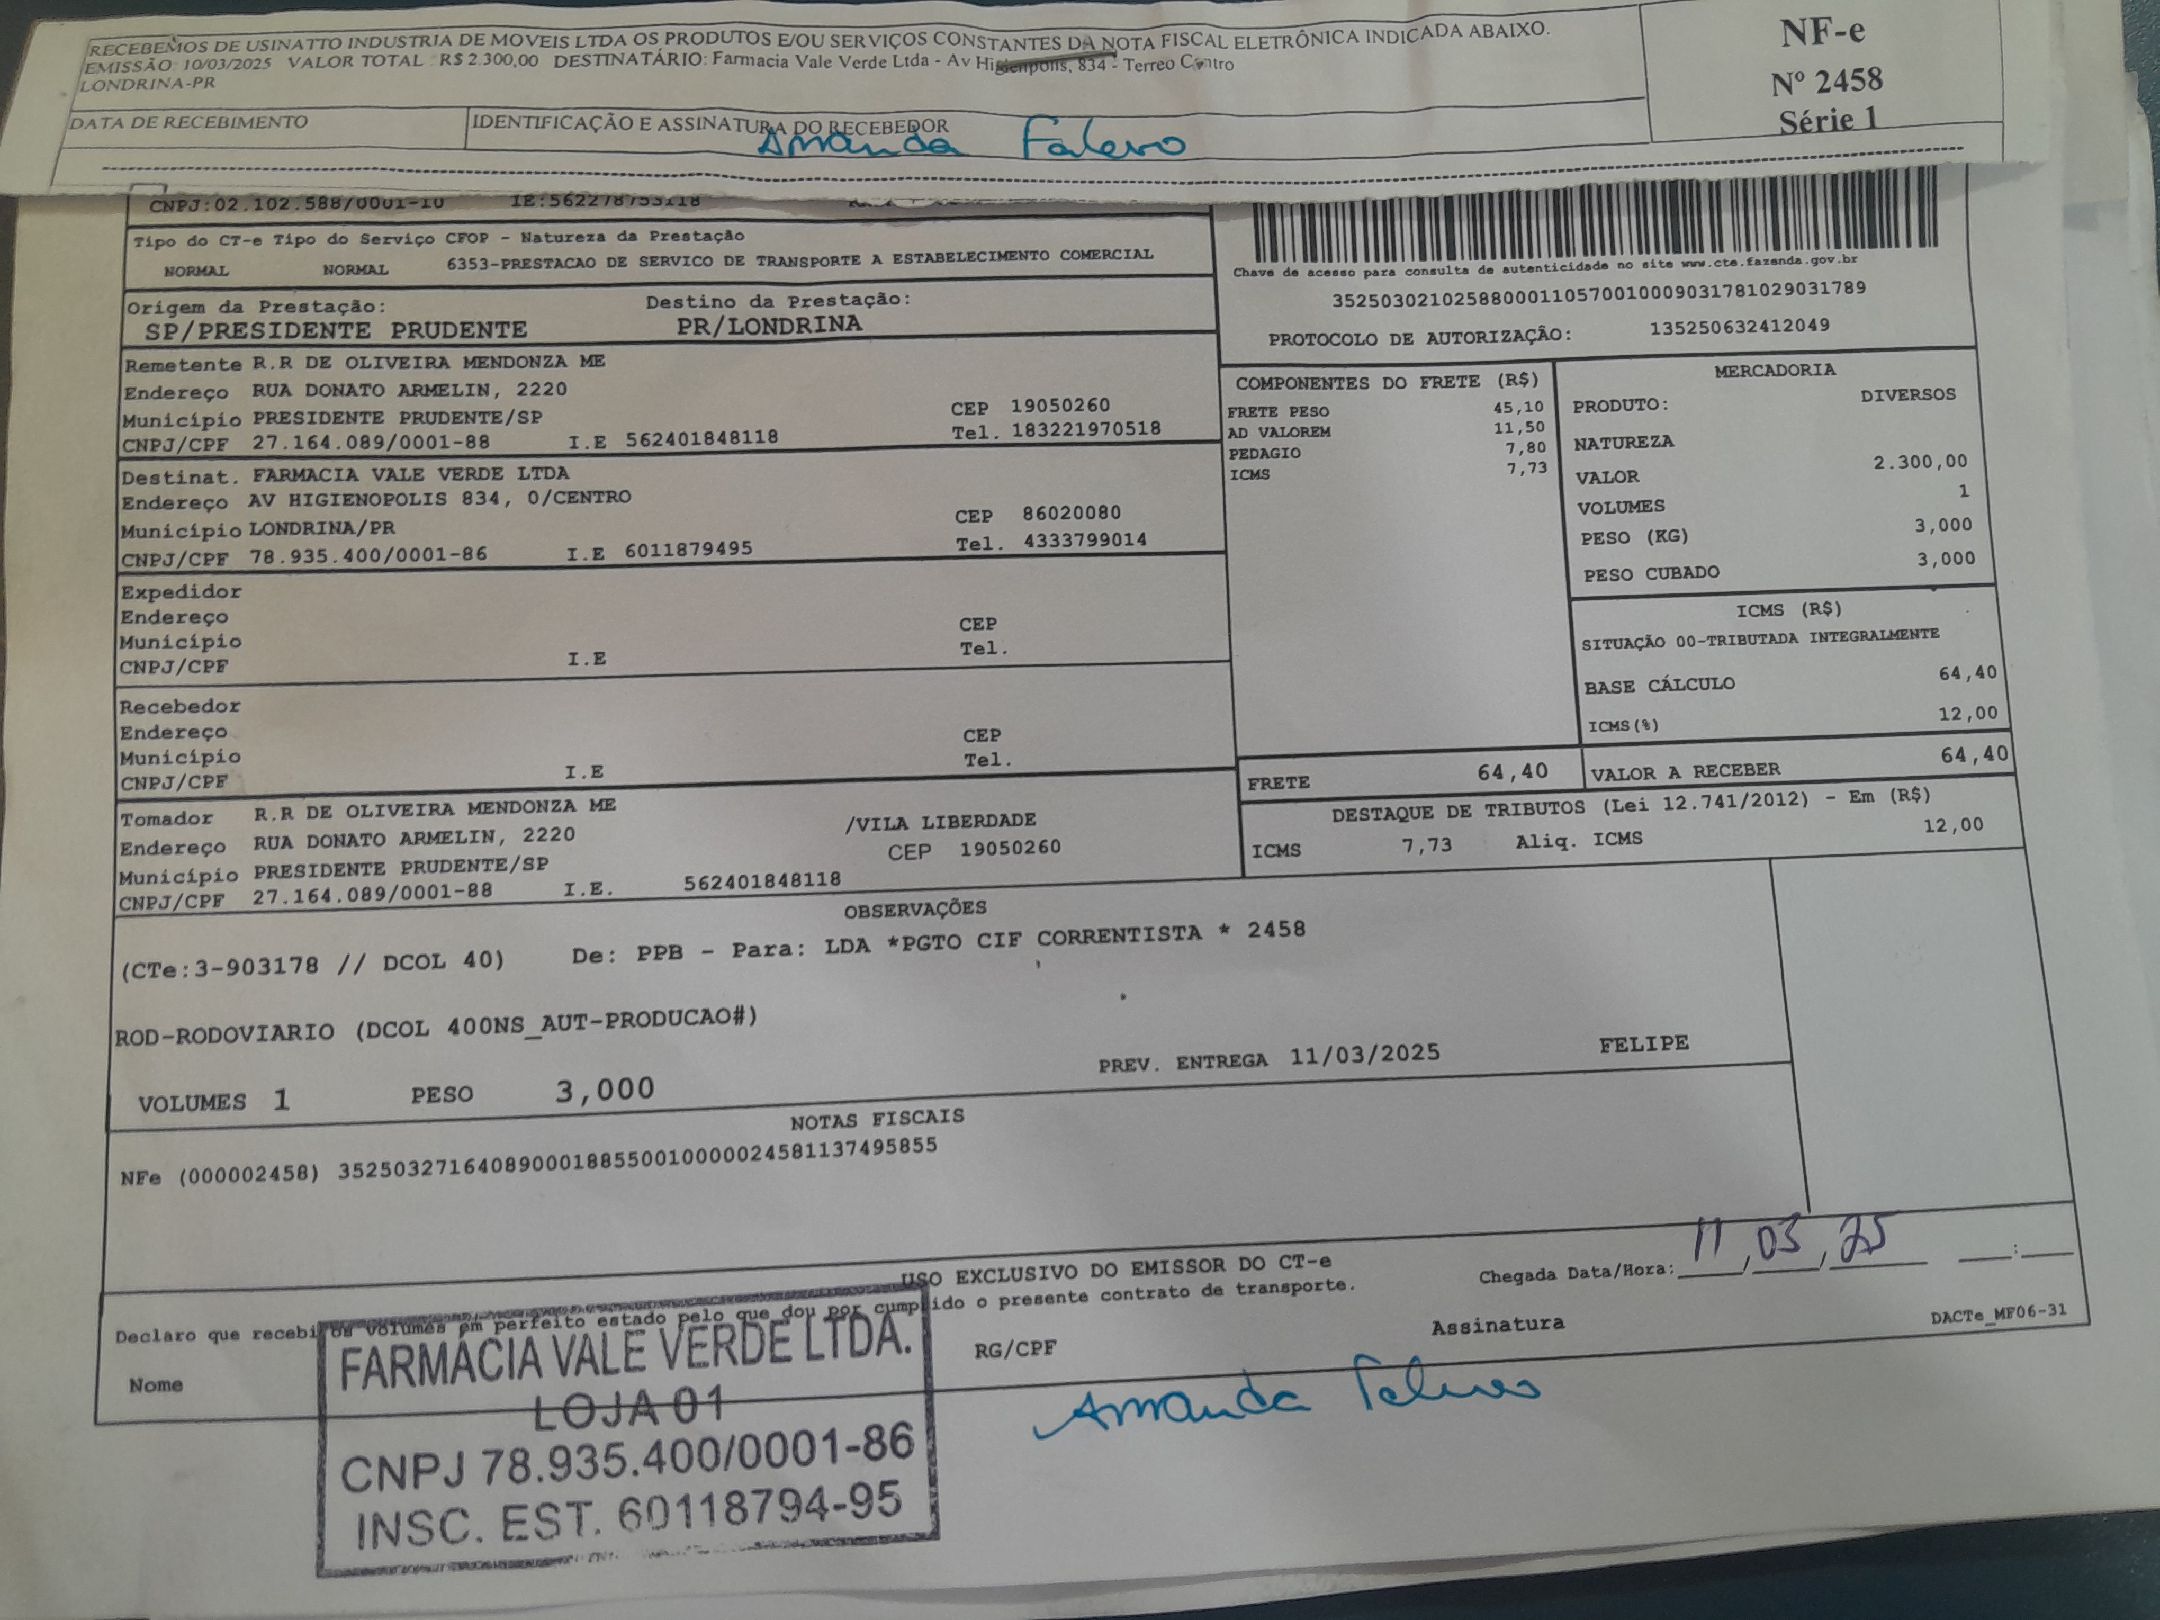 RECEBEMOS DE USINATTO INDUSTRIA DE MOVEIS LTDA OS PRODUTOS E/OU SERVIÇOS CONSTANTES DA NOTA FISCAL ELETRÔNICA INDICADA ABAIXO.
EMISSÃO: 10/03/2025 VALOR TOTAL : R$ 2.300,00 DESTINATÁRIO: Farmacia Vale Verde Ltda - Av Higienpolis, 834 - Terreo Centro
LONDRINA-PR
NF-e
Nº 2458
Série 1
DATA DE RECEBIMENTO
IDENTIFICAÇÃO E ASSINATURA DO RECEBEDOR
Amanda
CNPJ:02.102.588/0001-10 IE:562278753118
Tipo do CT-e Tipo do Serviço CFOP - Natureza da Prestação
NORMAL NORMAL 6353-PRESTACAO DE SERVICO DE TRANSPORTE A ESTABELECIMENTO COMERCIAL
Origem da Prestação: Destino da Prestação:
SP/PRESIDENTE PRUDENTE PR/LONDRINA
Chave de acesso para consulta de autenticidade no site www.cte.fazenda.gov.br
35250302102588000110570010009031781029031789
PROTOCOLO DE AUTORIZAÇÃO: 135250632412049
Remetente R.R DE OLIVEIRA MENDONZA ME
Endereço RUA DONATO ARMELIN, 2220
Município PRESIDENTE PRUDENTE/SP CEP 19050260
CNPJ/CPF 27.164.089/0001-88 I.E 562401848118 Tel. 183221970518
Destinat. FARMACIA VALE VERDE LTDA
Endereço AV HIGIENOPOLIS 834, 0/CENTRO
Município LONDRINA/PR CEP 86020080
CNPJ/CPF 78.935.400/0001-86 I.E 6011879495 Tel. 4333799014
Expedidor
Endereço
Município CEP
CNPJ/CPF I.E Tel.
Recebedor
Endereço
Município CEP
CNPJ/CPF I.E Tel.
Tomador R.R DE OLIVEIRA MENDONZA ME
Endereço RUA DONATO ARMELIN, 2220 /VILA LIBERDADE
Município PRESIDENTE PRUDENTE/SP CEP 19050260
CNPJ/CPF 27.164.089/0001-88 I.E. 562401848118
COMPONENTES DO FRETE (R$)
FRETE PESO 45,10
AD VALOREM 11,50
PEDAGIO 7,80
ICMS 7,73
MERCADORIA
PRODUTO: DIVERSOS
NATUREZA
VALOR 2.300,00
VOLUMES 1
PESO (KG) 3,000
PESO CUBADO 3,000
ICMS (R$)
SITUAÇÃO 00-TRIBUTADA INTEGRALMENTE
BASE CÁLCULO 64,40
ICMS(%) 12,00
FRETE 64,40 VALOR A RECEBER 64,40
DESTAQUE DE TRIBUTOS (Lei 12.741/2012) - Em (R$)
ICMS 7,73 Aliq. ICMS 12,00
OBSERVAÇÕES
(CTe:3-903178 // DCOL 40) De: PPB - Para: LDA *PGTO CIF CORRENTISTA * 2458
ROD-RODOVIARIO (DCOL 400NS_AUT-PRODUCAO#)
PREV. ENTREGA 11/03/2025 FELIPE
VOLUMES 1 PESO 3,000
NOTAS FISCAIS
NFe (000002458) 35250327164089000188550010000024581137495855
USO EXCLUSIVO DO EMISSOR DO CT-e
Chegada Data/Hora: 11/03/25 ___:___
Declaro que recebi os volumes em perfeito estado pelo que dou por cumprido o presente contrato de transporte.
Nome RG/CPF Assinatura
DACTe_MF06-31
Amanda
FARMÁCIA VALE VERDE LTDA.
LOJA 01
CNPJ 78.935.400/0001-86
INSC. EST. 60118794-95